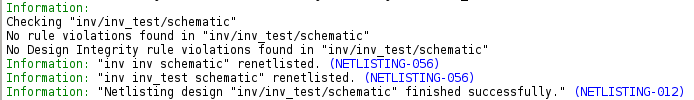 Information:
Checking "inv/inv_test/schematic"
No rule violations found in "inv/inv_test/schematic"
No Design Integrity rule violations found in "inv/inv_test/schematic"
Information: "inv inv schematic" renetlisted. (NETLISTING-056)
Information: "inv inv_test schematic" renetlisted. (NETLISTING-056)
Information: "Netlisting design "inv/inv_test/schematic" finished successfully." (NETLISTING-012)